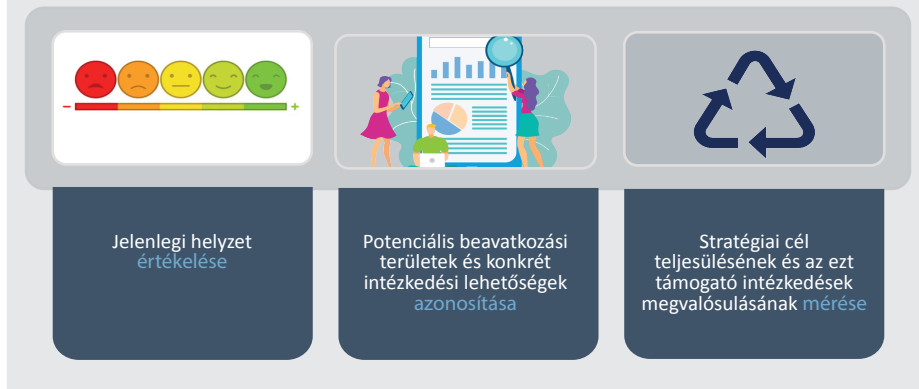 -
+
Jelenlegi helyzet
értékelése
Potenciális beavatkozási
területek és konkrét
intézkedési lehetőségek
azonosítása
Stratégiai cél
teljesülésének és az ezt
támogató intézkedések
megvalósulásának mérése